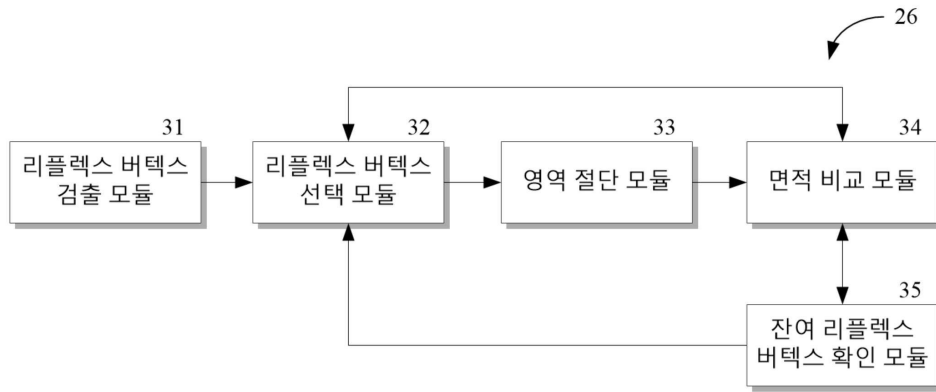 26
31
32
33
34
리플렉스 버텍스
검출 모듈
리플렉스 버텍스
선택 모듈
영역 절단 모듈
면적 비교 모듈
35
잔여 리플렉스
버텍스 확인 모듈